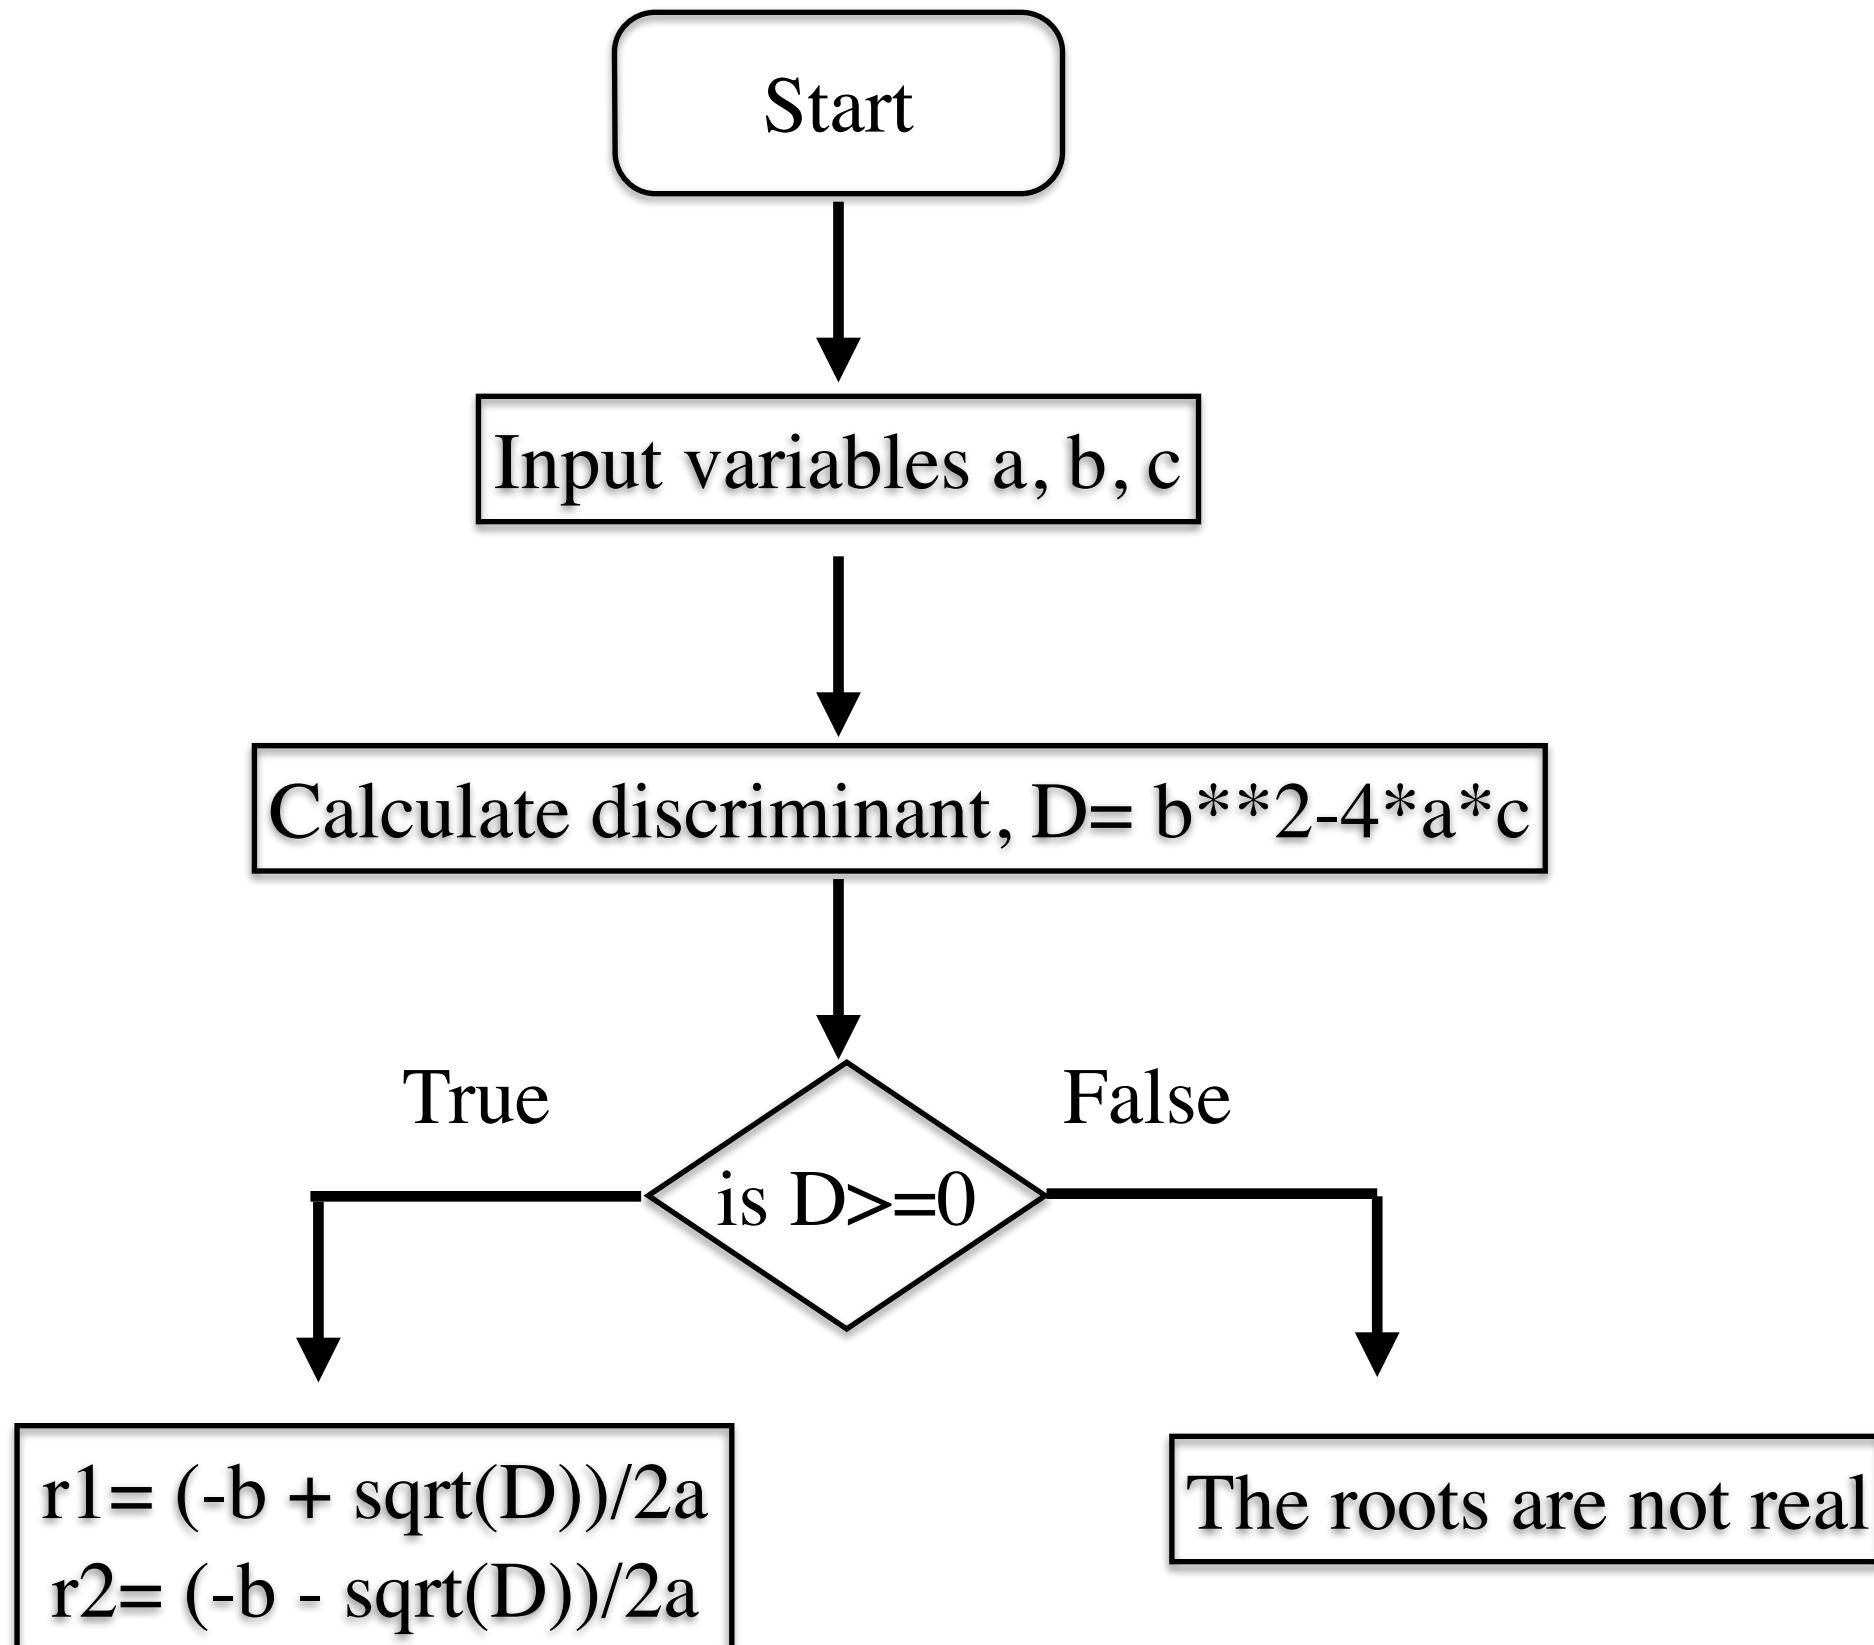 Start
Input variables a, b, c
Calculate discriminant, D= b**2-4*a*c
True
False
is D>=0
r1= (-b + sqrt(D))/2a
r2= (-b - sqrt(D))/2a
The roots are not real